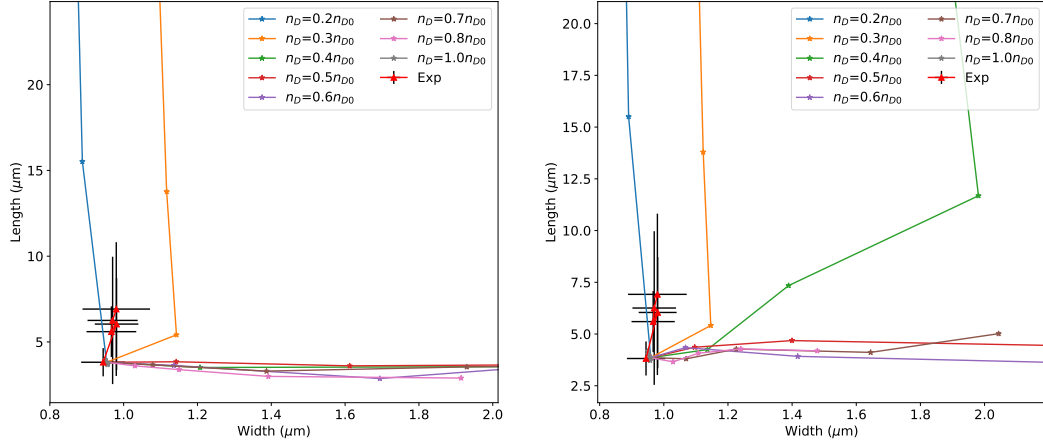 Length (μm)
25
20
15
10
5
0.8
1.0
1.2
1.4
1.6
1.8
2.0
Width (μm)
n_D=0.2n_D0
n_D=0.3n_D0
n_D=0.4n_D0
n_D=0.5n_D0
n_D=0.6n_D0
n_D=0.7n_D0
n_D=0.8n_D0
n_D=1.0n_D0
Exp
Length (μm)
20.0
17.5
15.0
12.5
10.0
7.5
5.0
2.5
0.8
1.0
1.2
1.4
1.6
1.8
2.0
Width (μm)
n_D=0.2n_D0
n_D=0.3n_D0
n_D=0.4n_D0
n_D=0.5n_D0
n_D=0.6n_D0
n_D=0.7n_D0
n_D=0.8n_D0
n_D=1.0n_D0
Exp